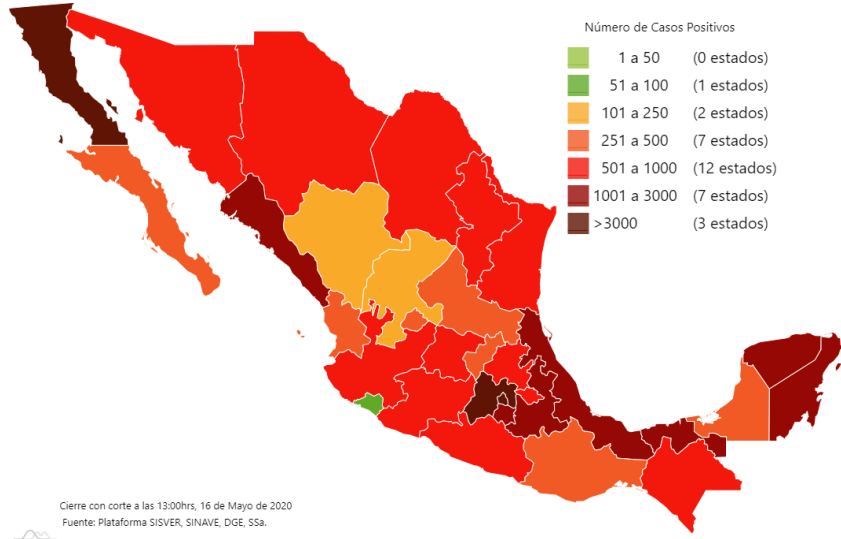 Número de Casos Positivos
1 a 50 (0 estados)
51 a 100 (1 estados)
101 a 250 (2 estados)
251 a 500 (7 estados)
501 a 1000 (12 estados)
1001 a 3000 (7 estados)
>3000 (3 estados)
Cierre con corte a las 13:00hrs, 16 de Mayo de 2020
Fuente: Plataforma SISVER, SINAVE, DGE, SSa.